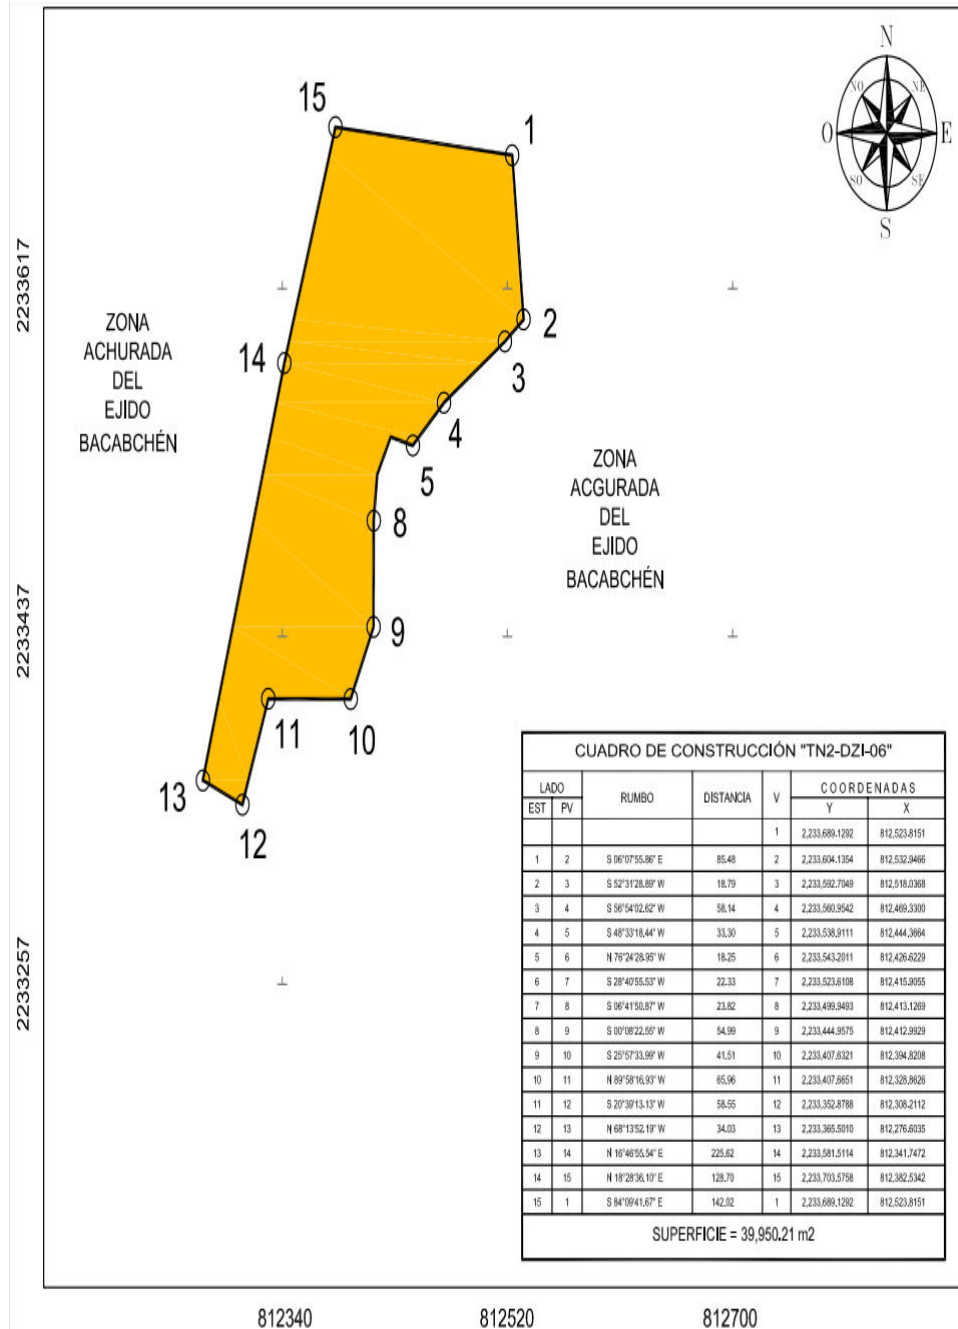 N
NO
NE
O
E
SO
SE
S
15
1
2
3
14
4
5
8
9
10
11
13
12
ZONA
ACHURADA
DEL
EJIDO
BACABCHÉN
ZONA
ACGURADA
DEL
EJIDO
BACABCHÉN
2233617
2233437
2233257
CUADRO DE CONSTRUCCIÓN "TN2-DZI-06"
LADO RUMBO DISTANCIA V COORDENADAS
EST PV Y X
1 2,233,689.1292 812,523.8151
1 2 S 06°07'55.86" E 85.48 2 2,233,604.1354 812,532.9466
2 3 S 52°31'28.89" W 18.79 3 2,233,592.7049 812,518.0368
3 4 S 56°54'02.62" W 58.14 4 2,233,560.9542 812,469.3300
4 5 S 48°33'18.44" W 33.30 5 2,233,538.9111 812,444.3664
5 6 N 76°24'28.95" W 18.25 6 2,233,543.2011 812,426.6229
6 7 S 28°40'55.53" W 22.33 7 2,233,523.6108 812,415.9055
7 8 S 06°41'50.87" W 23.82 8 2,233,499.9493 812,413.1269
8 9 S 00°08'22.55" W 54.99 9 2,233,444.9575 812,412.9929
9 10 S 25°57'33.99" W 41.51 10 2,233,407.6321 812,394.8208
10 11 N 89°58'16.93" W 65.96 11 2,233,407.6651 812,328.8626
11 12 S 20°39'13.13" W 58.55 12 2,233,352.8788 812,308.2112
12 13 N 68°13'52.19" W 34.03 13 2,233,365.5010 812,276.6035
13 14 N 16°46'55.54" E 225.62 14 2,233,581.5114 812,341.7472
14 15 N 18°28'36.10" E 128.70 15 2,233,703.5758 812,382.5342
15 1 S 84°09'41.67" E 142.02 1 2,233,689.1292 812,523.8151
SUPERFICIE = 39,950.21 m2
812340 812520 812700